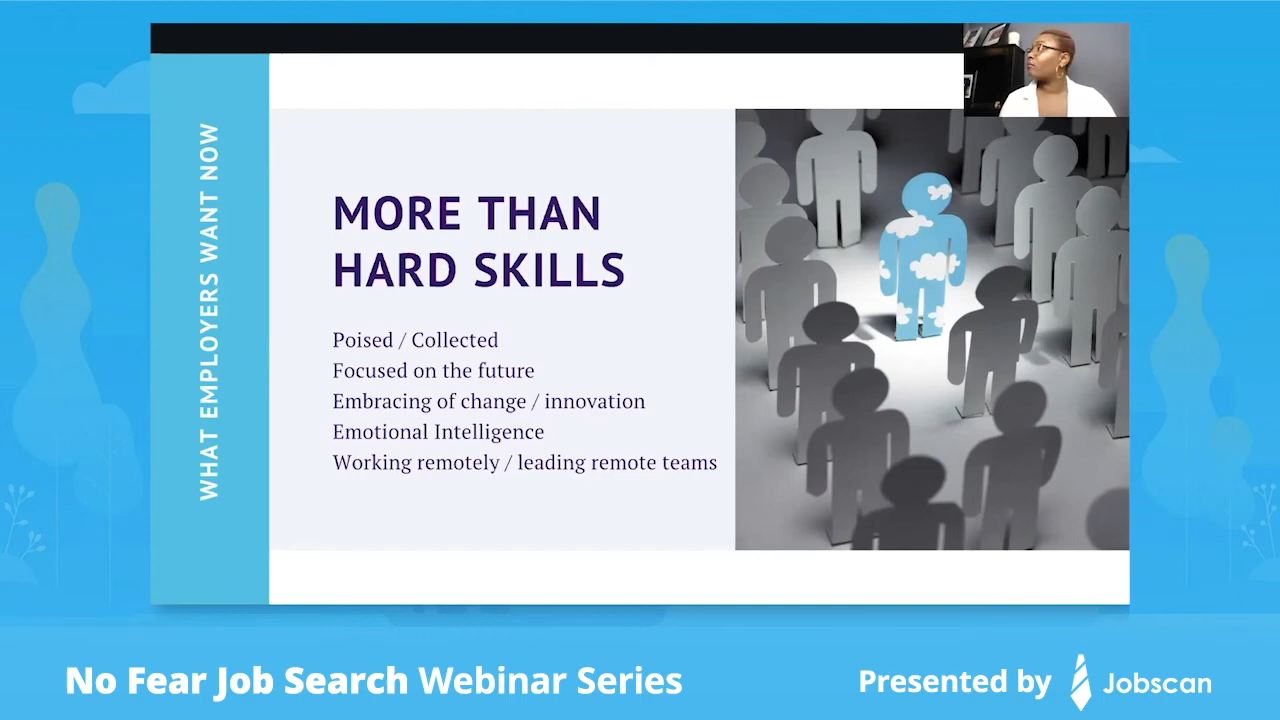 WHAT EMPLOYERS WANT NOW
MORE THAN
HARD SKILLS
Poised / Collected
Focused on the future
Embracing of change / innovation
Emotional Intelligence
Working remotely / leading remote teams
No Fear Job Search Webinar Series
Presented by Jobscan